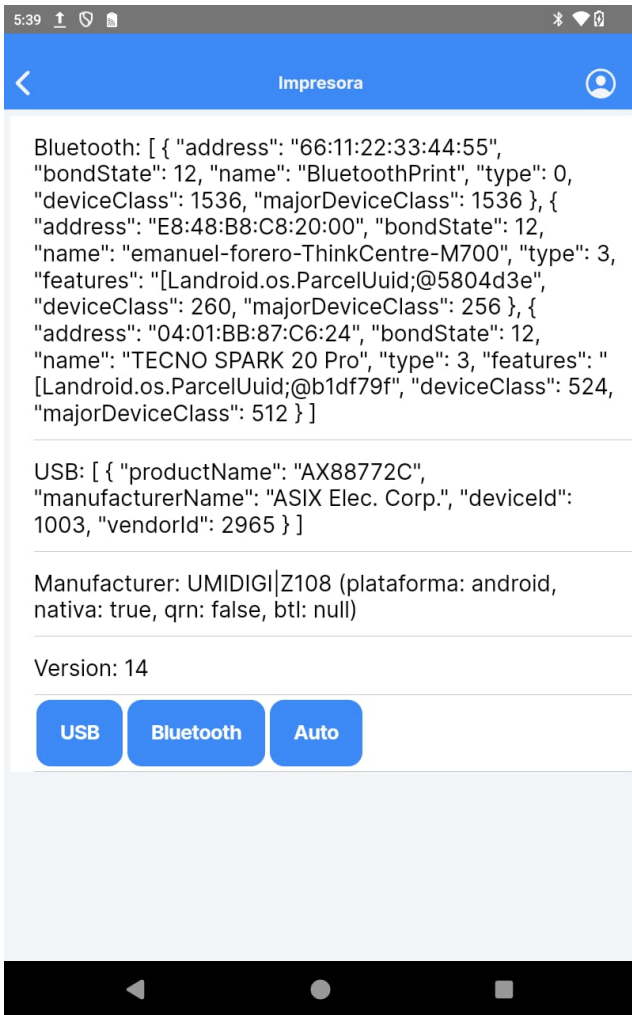 5:39
Impresora
Bluetooth: [ { "address": "66:11:22:33:44:55",
"bondState": 12, "name": "BluetoothPrint", "type": 0,
"deviceClass": 1536, "majorDeviceClass": 1536 }, {
"address": "E8:48:B8:C8:20:00", "bondState": 12,
"name": "emanuel-forero-ThinkCentre-M700", "type": 3,
"features": "[Landroid.os.ParcelUuid;@5804d3e",
"deviceClass": 260, "majorDeviceClass": 256 }, {
"address": "04:01:BB:87:C6:24", "bondState": 12,
"name": "TECNO SPARK 20 Pro", "type": 3, "features": "
[Landroid.os.ParcelUuid;@b1df79f", "deviceClass": 524,
"majorDeviceClass": 512 } ]
USB: [ { "productName": "AX88772C",
"manufacturerName": "ASIX Elec. Corp.", "deviceId":
1003, "vendorId": 2965 } ]
Manufacturer: UMIDIGI|Z108 (plataforma: android,
nativa: true, qrn: false, btl: null)
Version: 14
USB Bluetooth Auto